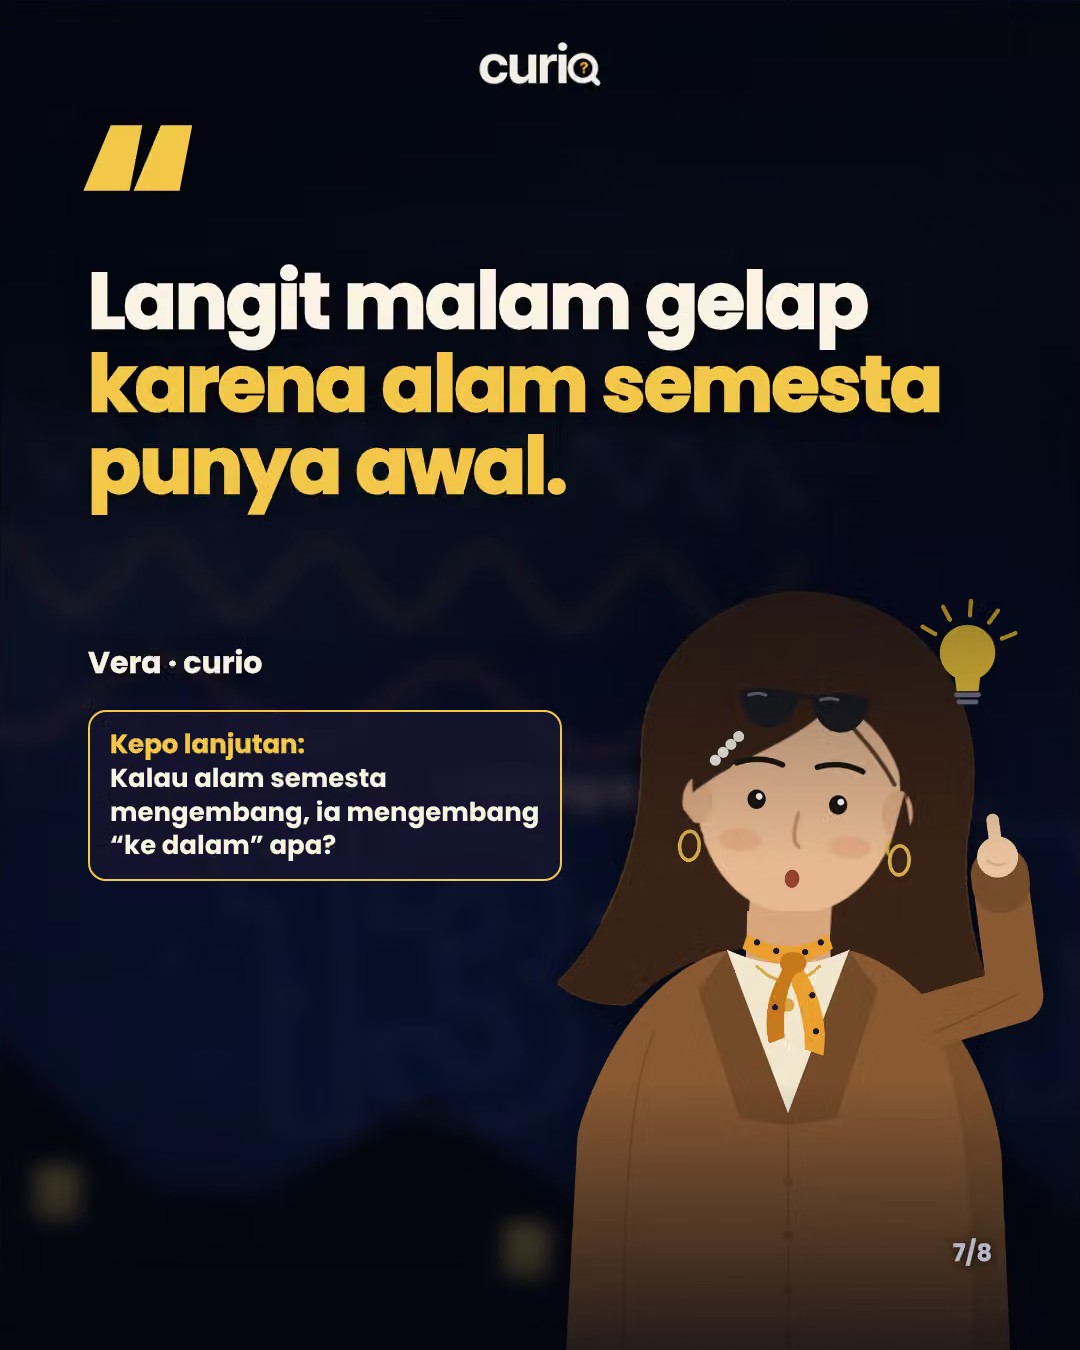 curio
Langit malam gelap
karena alam semesta
punya awal.
Vera · curio
Kepo lanjutan:
Kalau alam semesta
mengembang, ia mengembang
“ke dalam” apa?
7/8